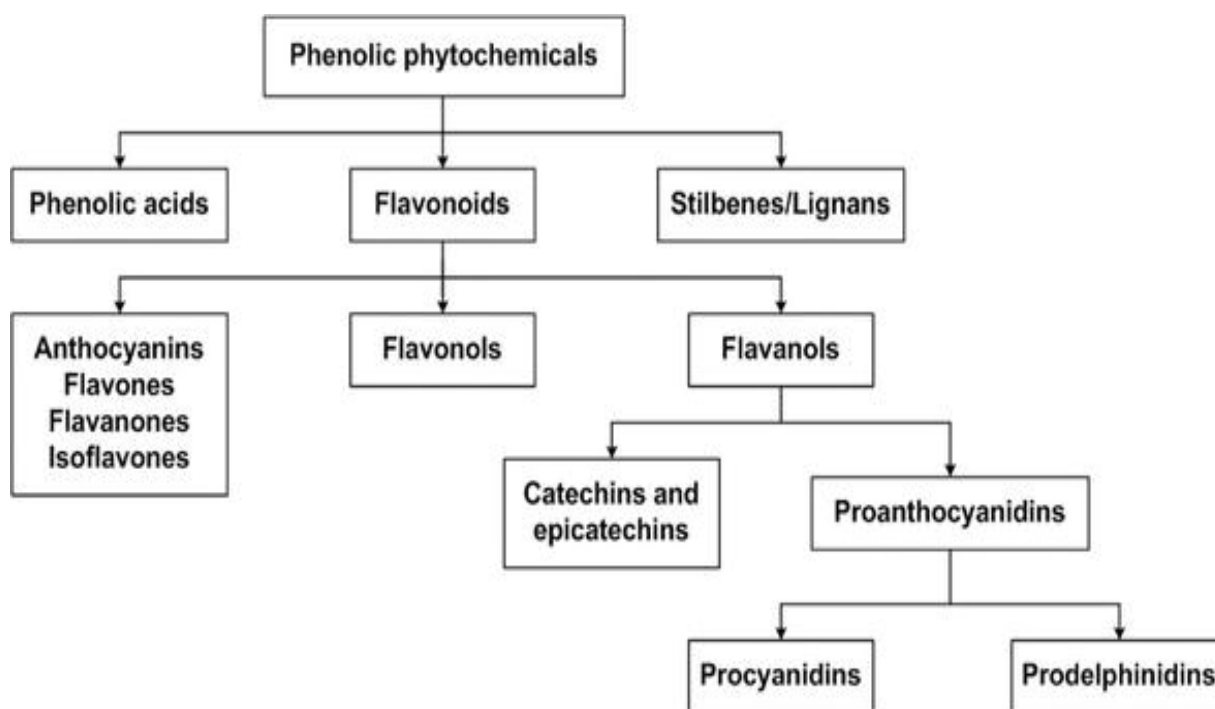 Phenolic phytochemicals
Phenolic acids
Flavonoids
Stilbenes/Lignans
Anthocyanins
Flavones
Flavanones
Isoflavones
Flavonols
Flavanols
Catechins and
epicatechins
Proanthocyanidins
Procyanidins
Prodelphinidins